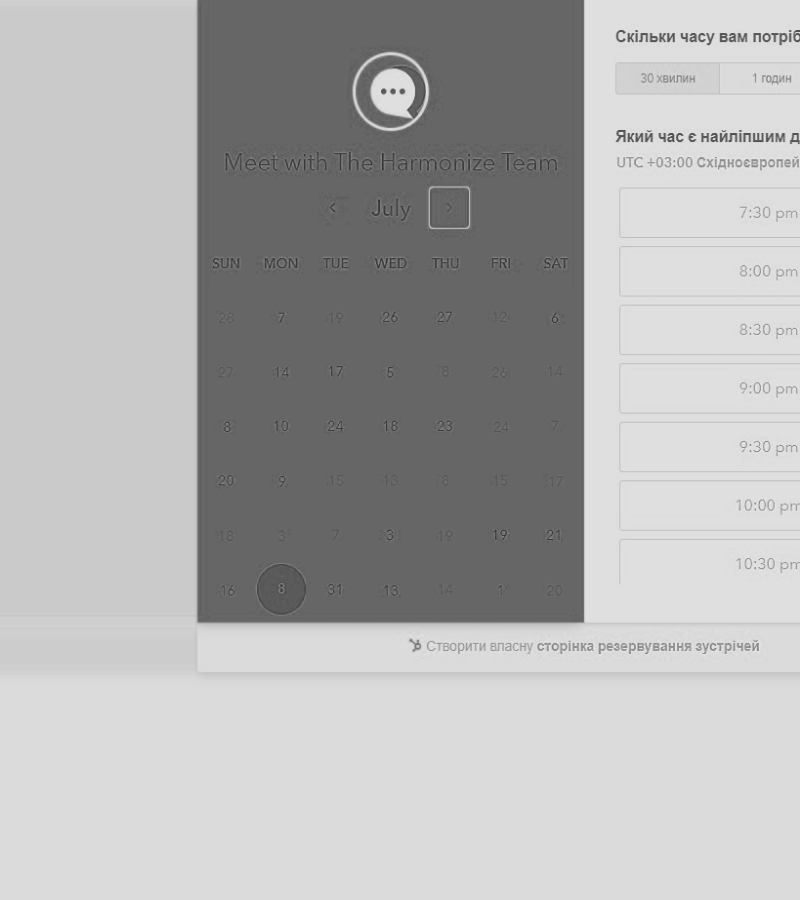 Meet with The Harmonize Team
July
SUN MON TUE WED THU FRI SAT
28 7 19 26 27 12 6
27 14 17 5 8 26 14
8 10 24 18 23 24 7
20 9 15 13 8 15 17
18 3 7 3 19 19 21
16 8 31 13 14 1 20
Скільки часу вам потріб
30 хвилин 1 годин
Який час є найліпшим д
UTC +03:00 Східноєвропей
7:30 pm
8:00 pm
8:30 pm
9:00 pm
9:30 pm
10:00 pm
10:30 pm
Створити власну сторінка резервування зустрічей